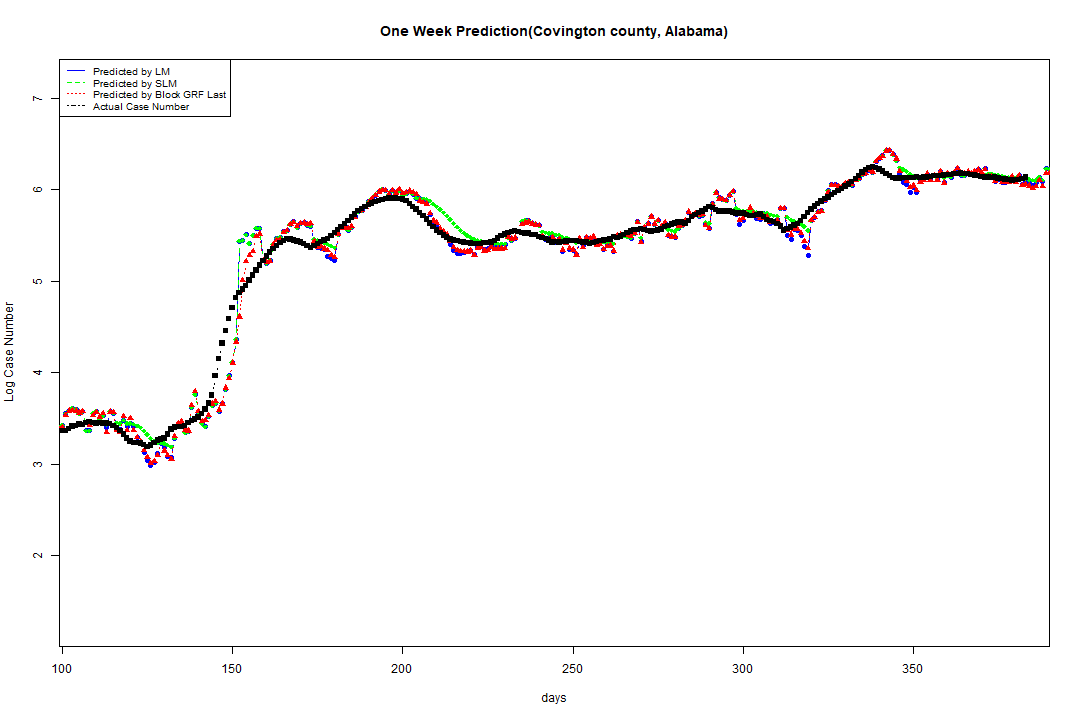 One Week Prediction(Covington county, Alabama)
Predicted by LM
Predicted by SLM
Predicted by Block GRF Last
Actual Case Number
7
6
5
4
3
2
Log Case Number
100 150 200 250 300 350
days